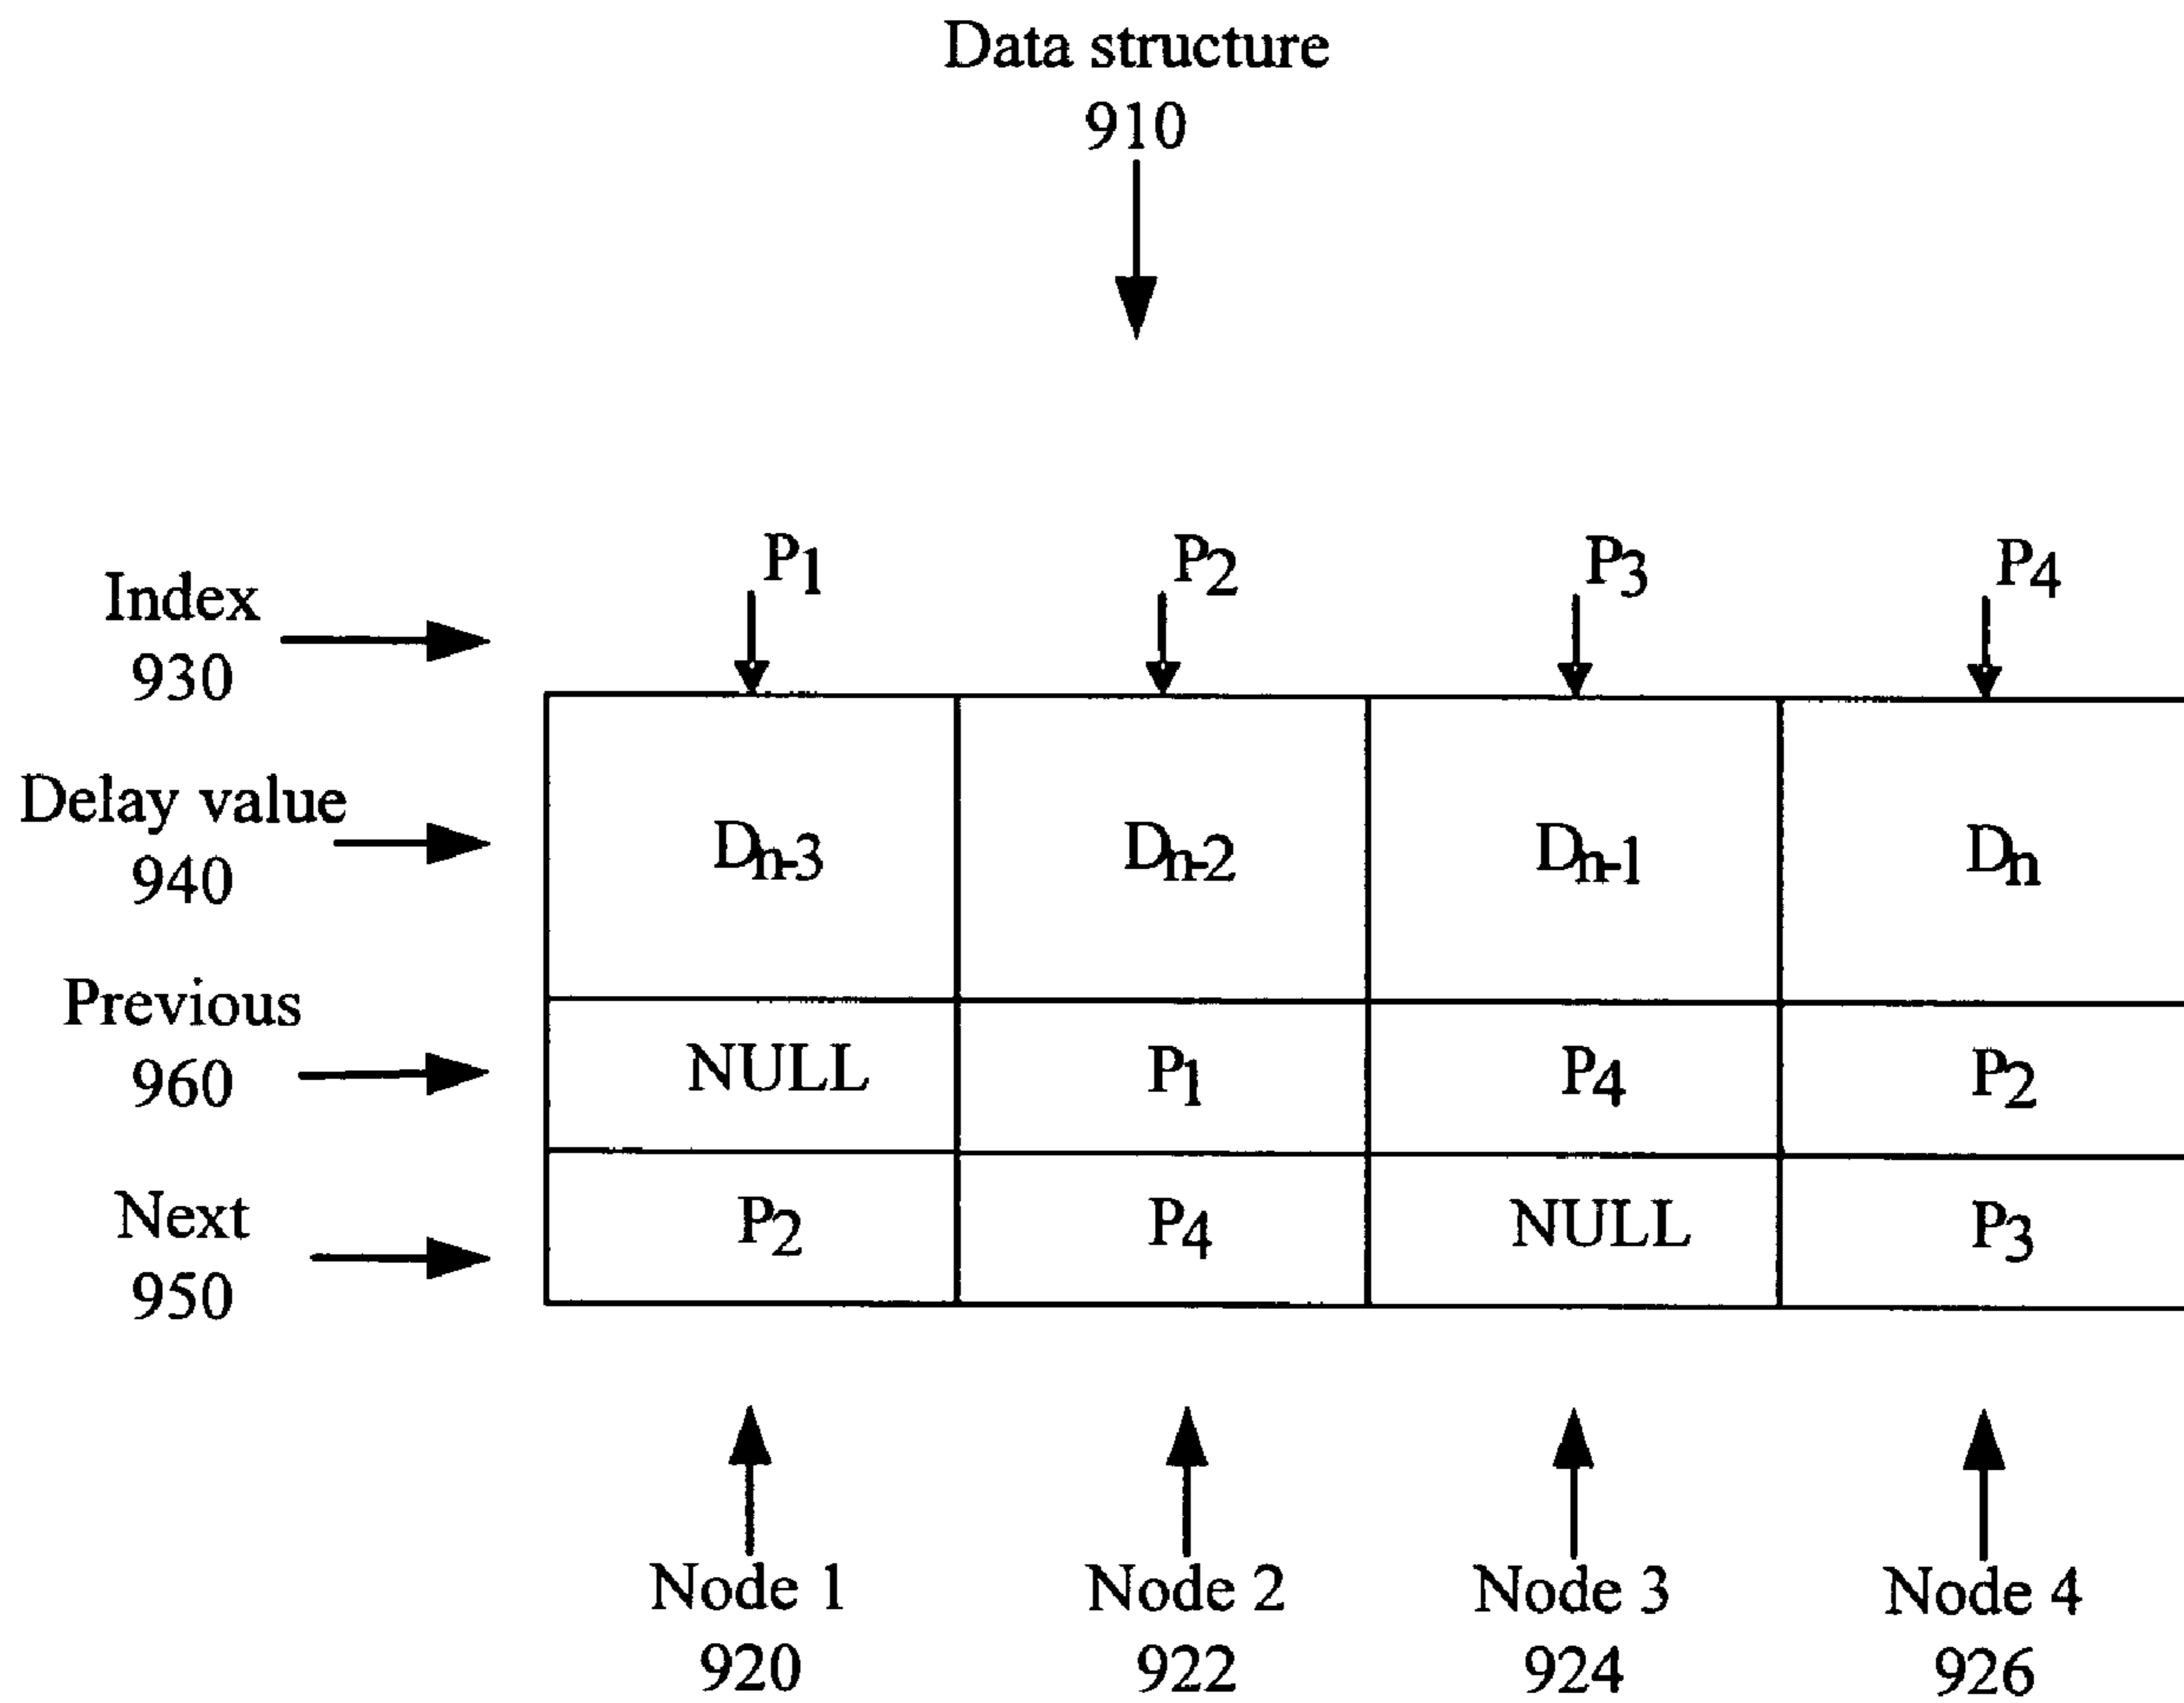 Data structure
910
P1 P2 P3 P4
Index
930
Delay value
940
Dn-3 Dn-2 Dn-1 Dn
Previous
960
NULL P1 P4 P2
Next
950
P2 P4 NULL P3
Node 1 Node 2 Node 3 Node 4
920 922 924 926